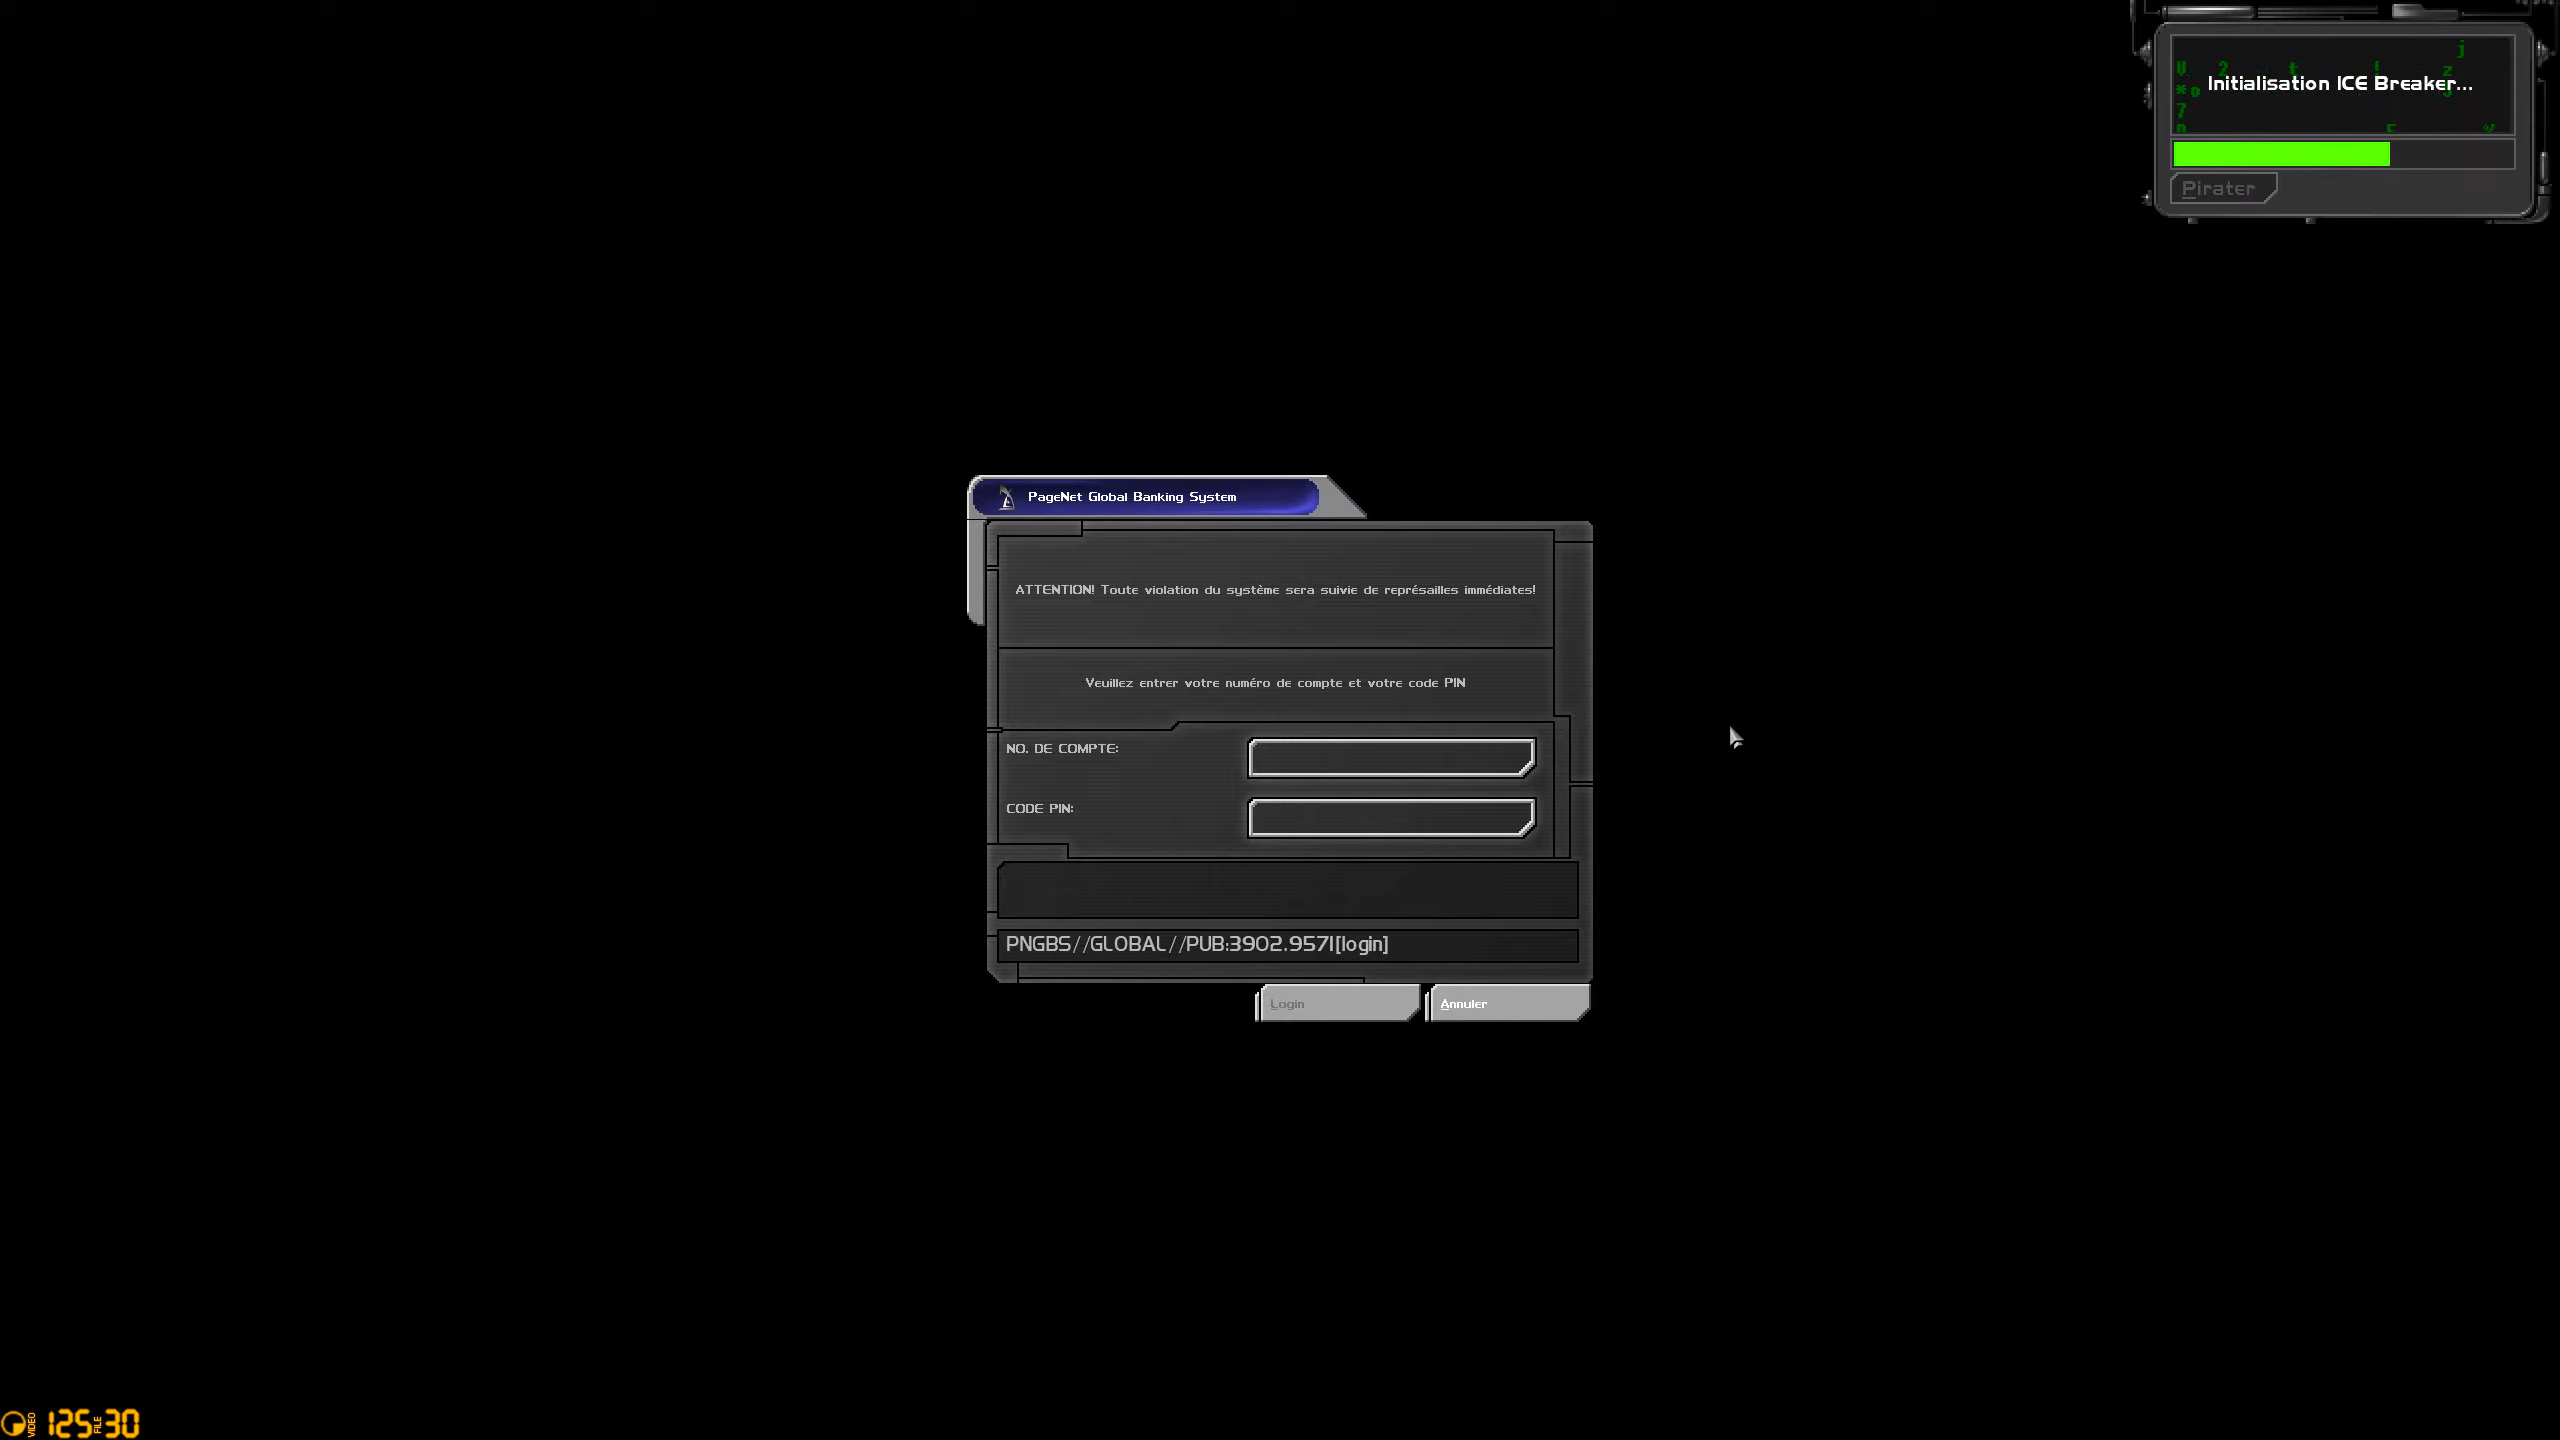 Initialisation ICE Breaker...
Pirater
PageNet Global Banking System
ATTENTION! Toute violation du système sera suivie de représailles immédiates!
Veuillez entrer votre numéro de compte et votre code PIN
NO. DE COMPTE:
CODE PIN:
PNGBS//GLOBAL//PUB:3902.9571[login]
Login
Annuler
VIDEO 125 FILE 30